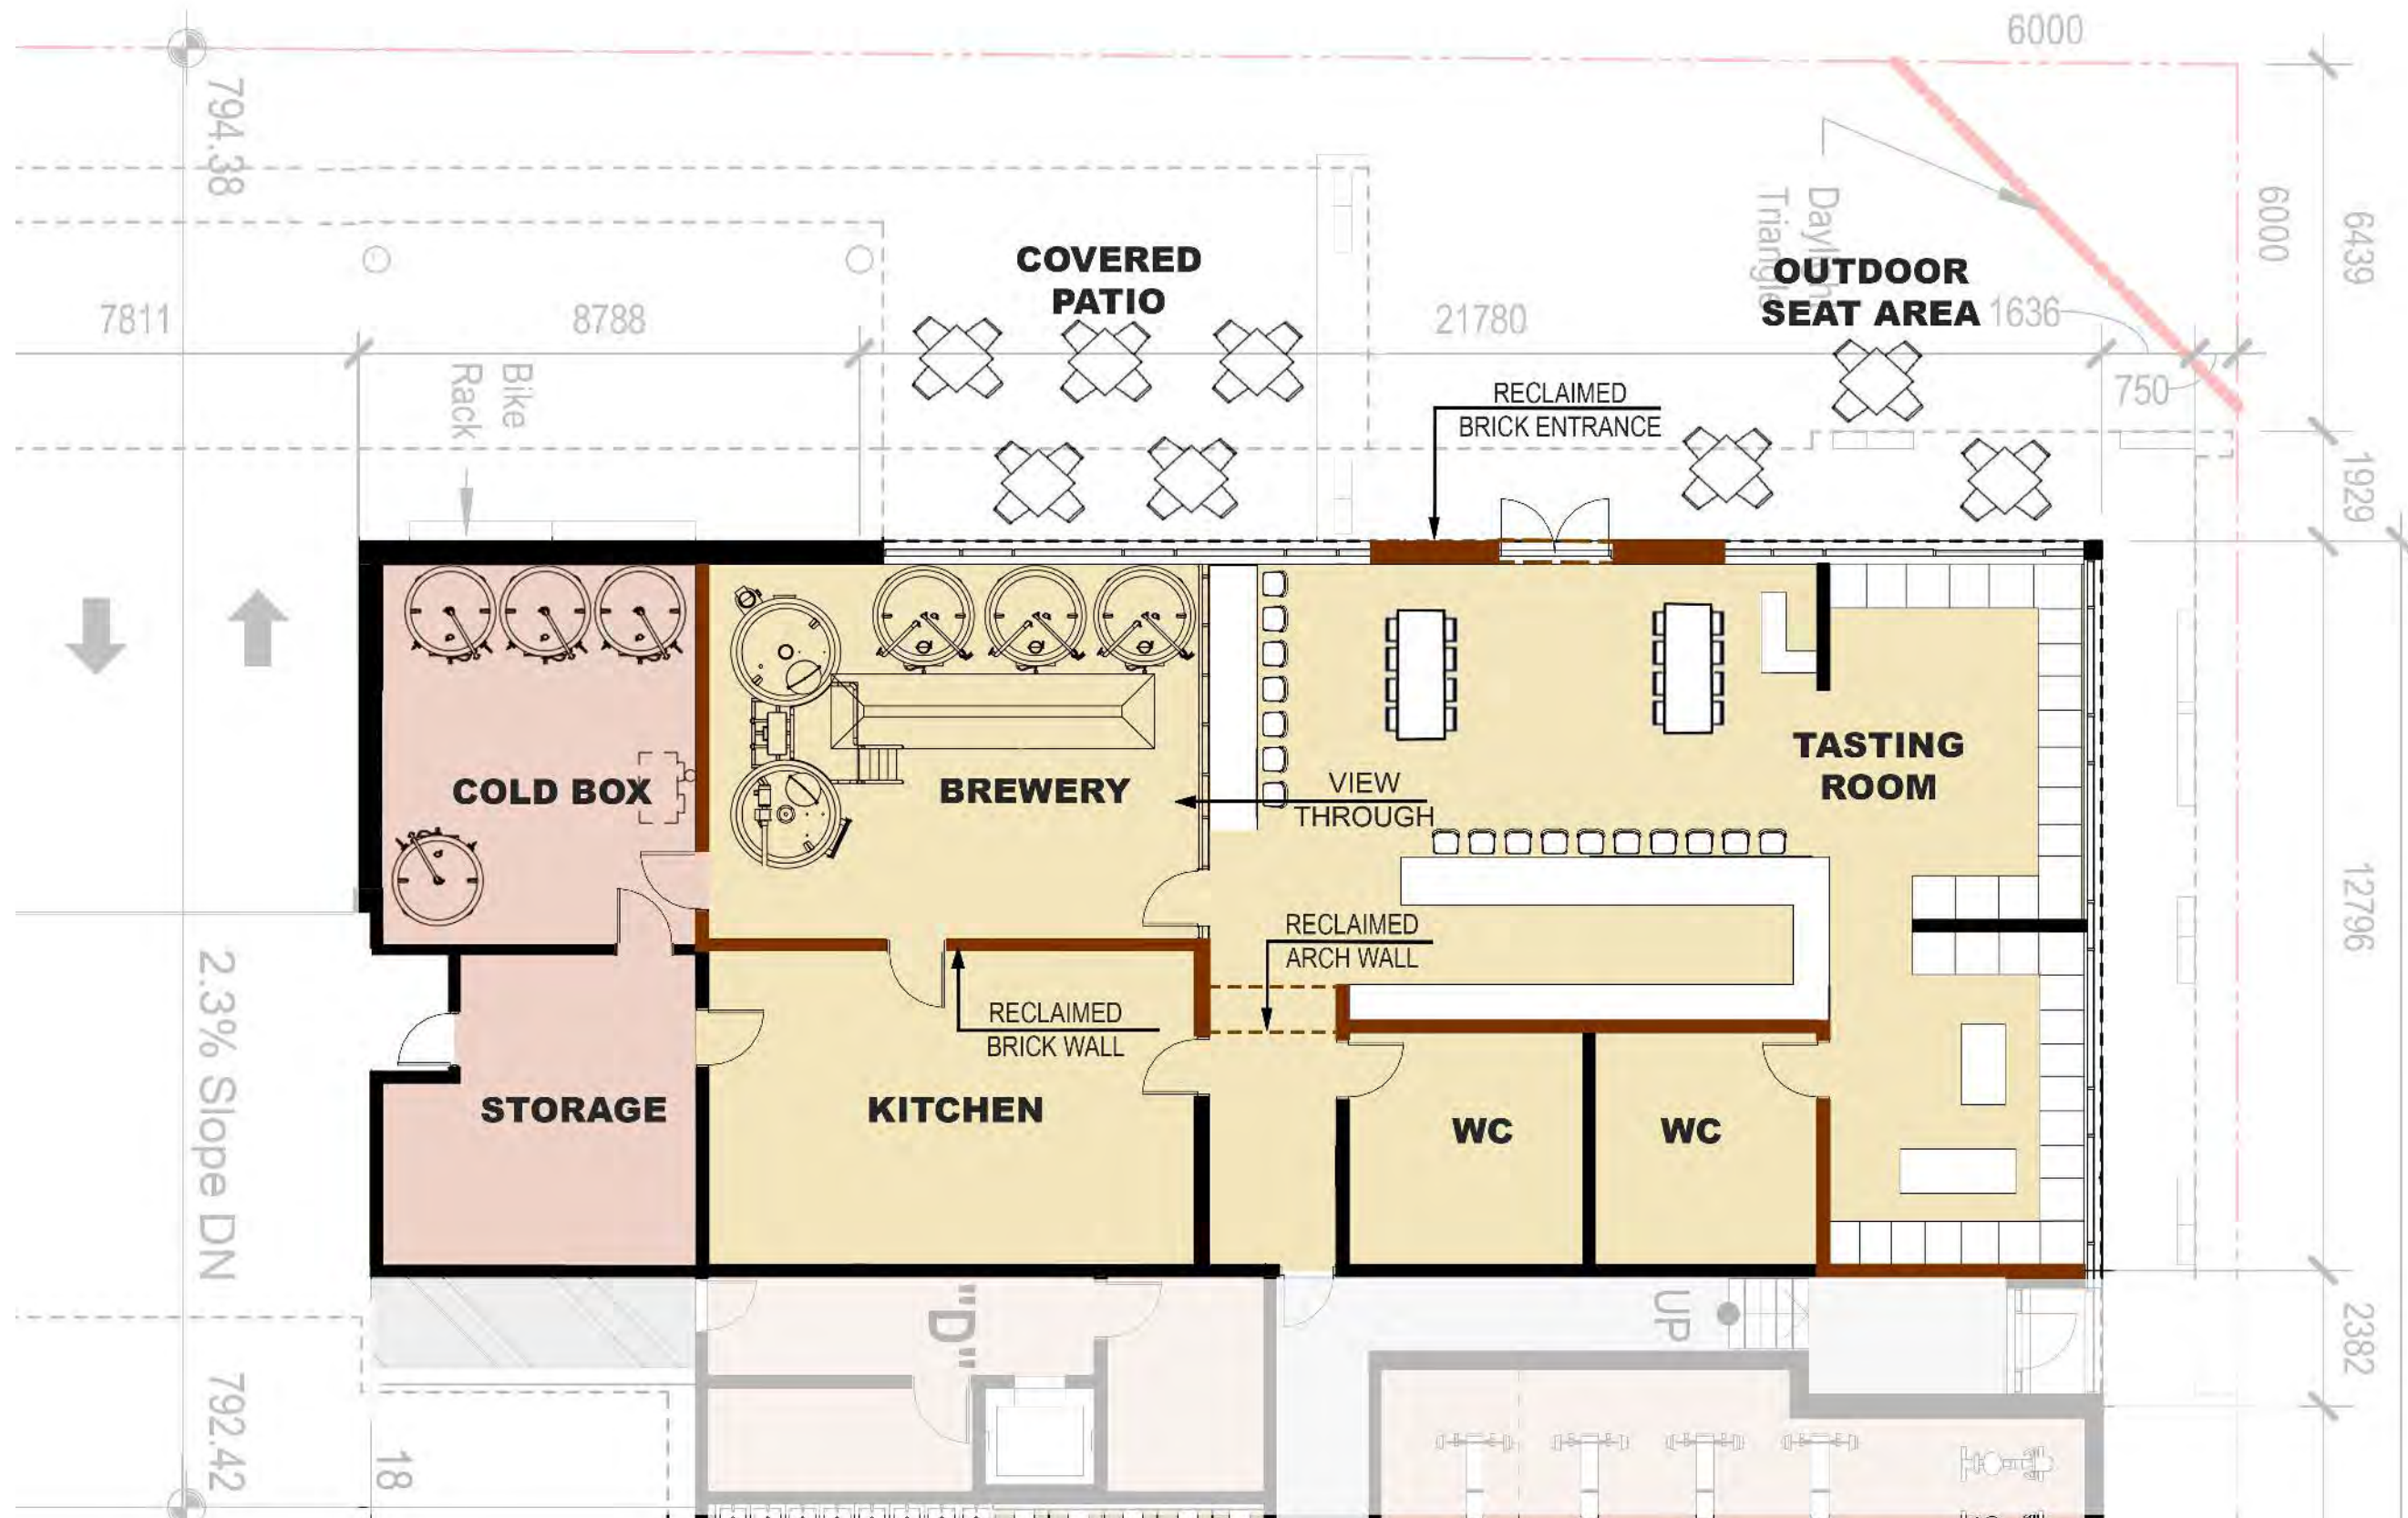 6000
794.38
6000
6439
COVERED
PATIO
Daylight
Triangle
OUTDOOR
SEAT AREA
1636
7811
8788
21780
Bike
Rack
750
RECLAIMED
BRICK ENTRANCE
1929
TASTING
ROOM
COLD BOX
BREWERY
VIEW
THROUGH
RECLAIMED
ARCH WALL
12796
2.3% Slope DN
RECLAIMED
BRICK WALL
STORAGE
KITCHEN
WC
WC
"D"
UP
2382
792.42
18